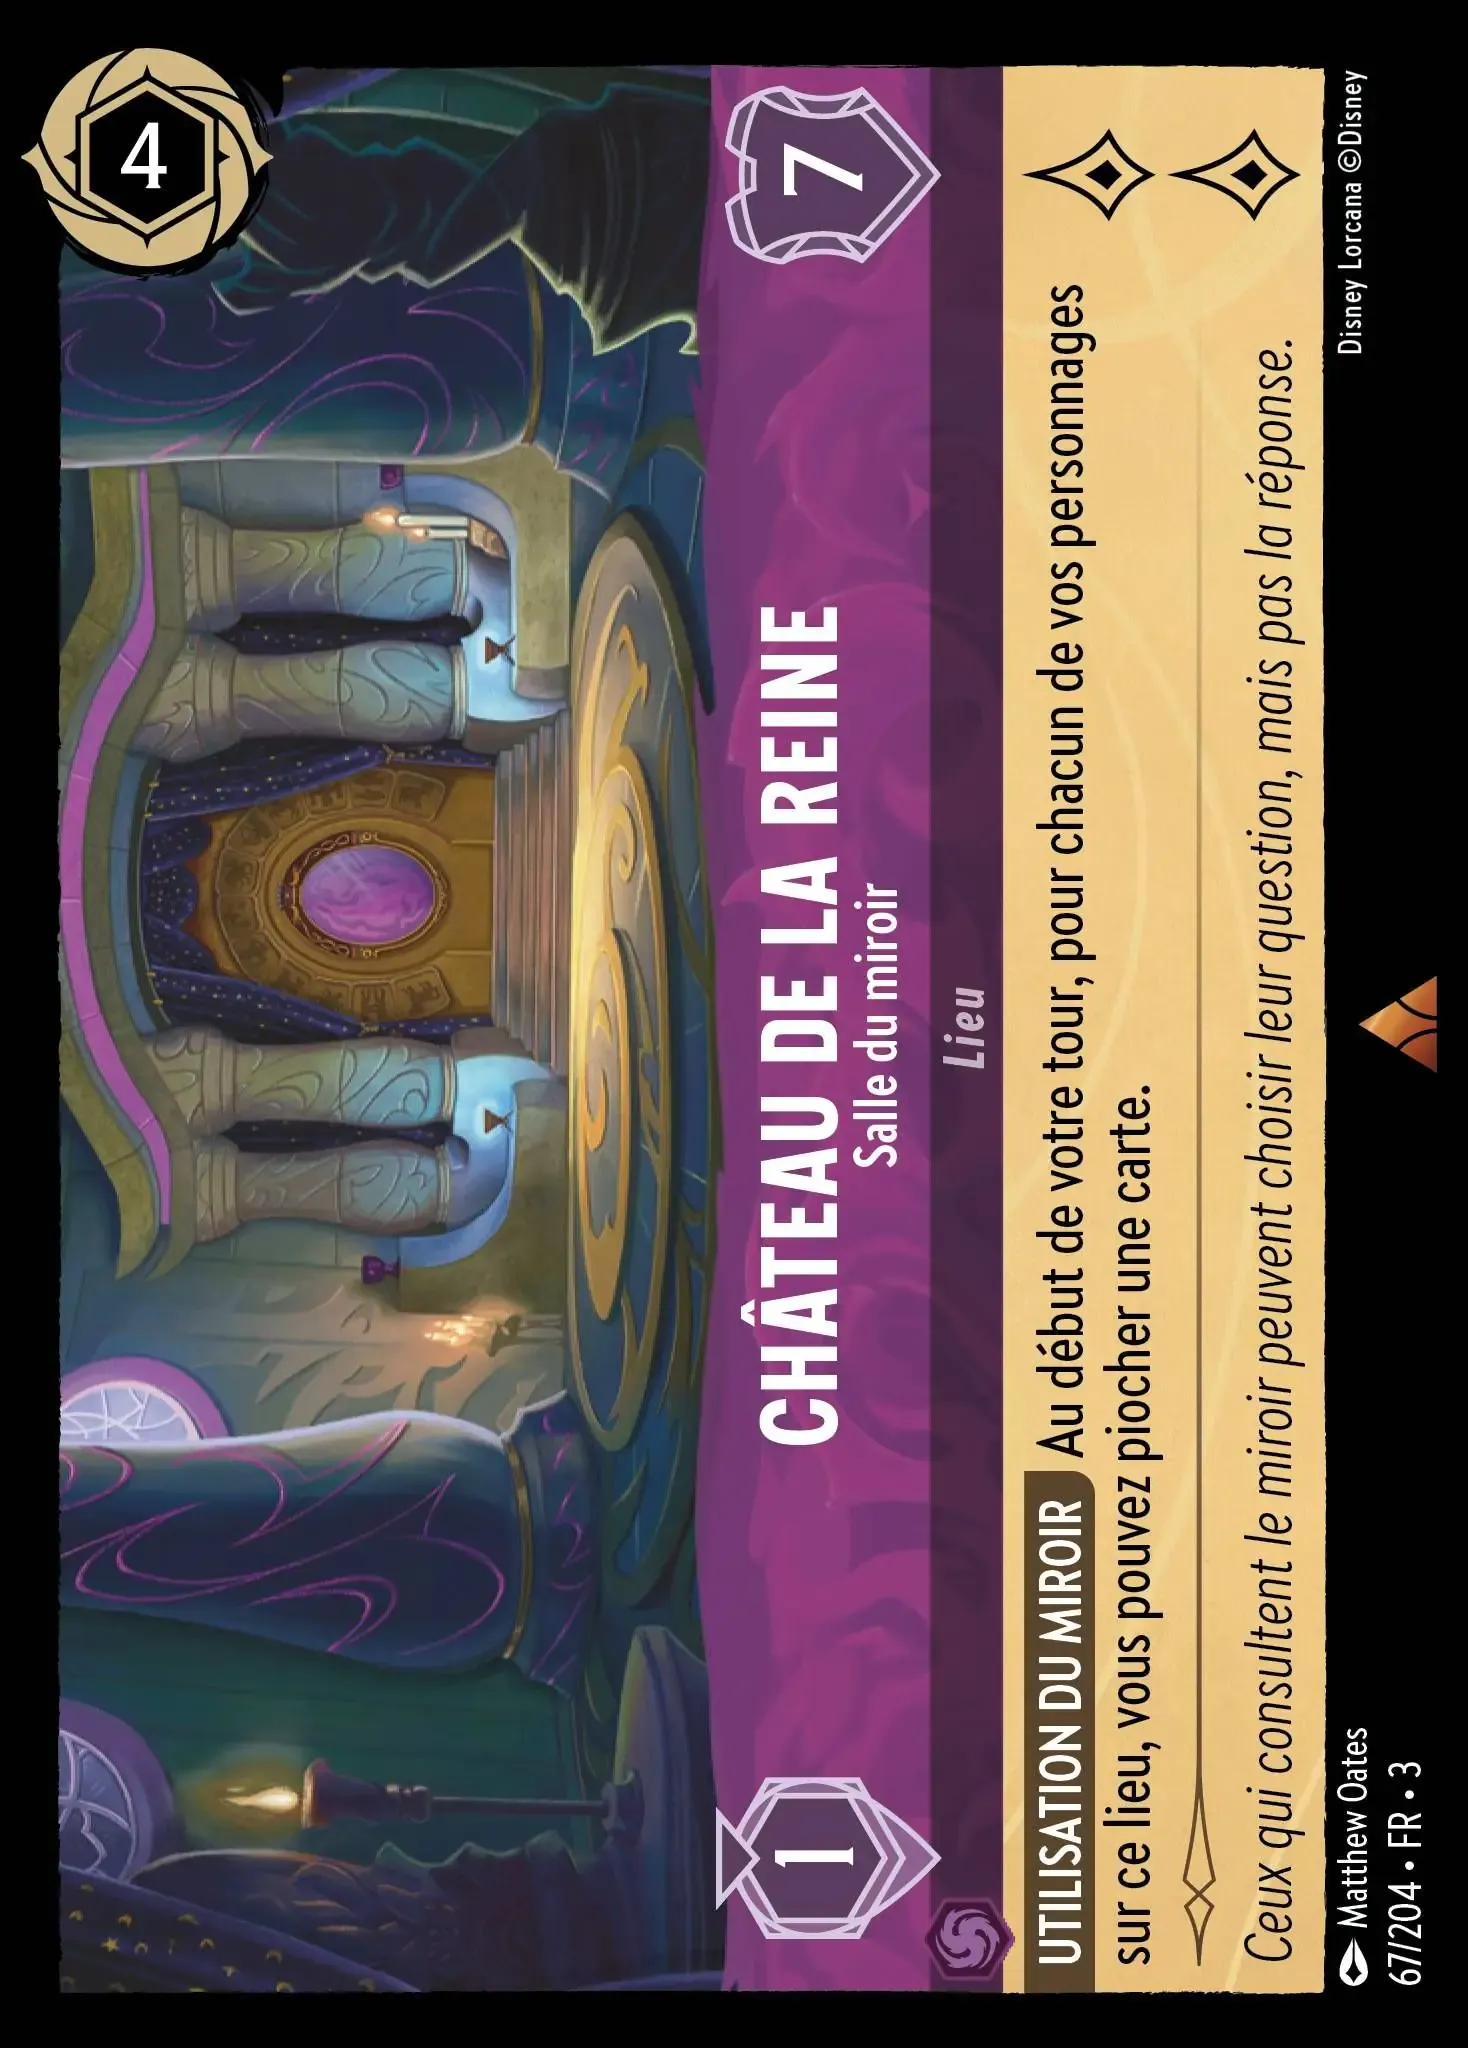 4
CHÂTEAU DE LA REINE
Salle du miroir
1
7
Lieu
UTILISATION DU MIROIR Au début de votre tour, pour chacun de vos personnages
sur ce lieu, vous pouvez piocher une carte.
Ceux qui consultent le miroir peuvent choisir leur question, mais pas la réponse.
Matthew Oates
Disney Lorcana ©Disney
67/204 • FR • 3